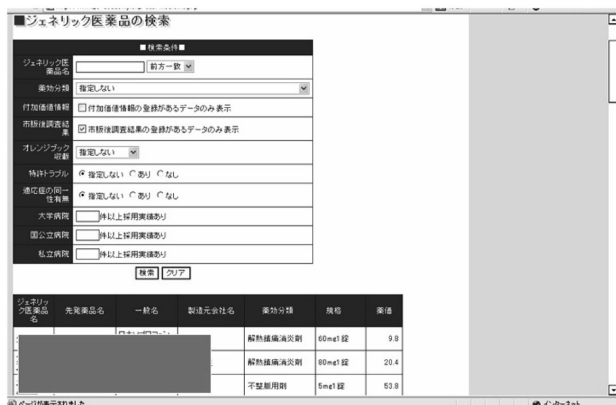 ■ジェネリック医薬品の検索
■検索条件■
ジェネリック医
薬品名
前方一致
薬効分類
指定しない
付加価値情報
付加価値情報の登録があるデータのみ表示
市販後調査結
果
市販後調査結果の登録があるデータのみ表示
オレンジブック
収載
指定しない
特許トラブル
指定しない あり なし
適応症の同一
性有無
指定しない あり なし
大学病院
件以上採用実績あり
国公立病院
件以上採用実績あり
私立病院
件以上採用実績あり
検索 クリア
ジェネリッ
ク医薬品
名
先発薬品名 一般名 製造元会社名 薬効分類 規格 薬価
解熱鎮痛消炎剤 60mg1錠 9.8
解熱鎮痛消炎剤 80mg1錠 20.4
不整脈用剤 5mg1錠 53.8
ページが表示されました
インターネット